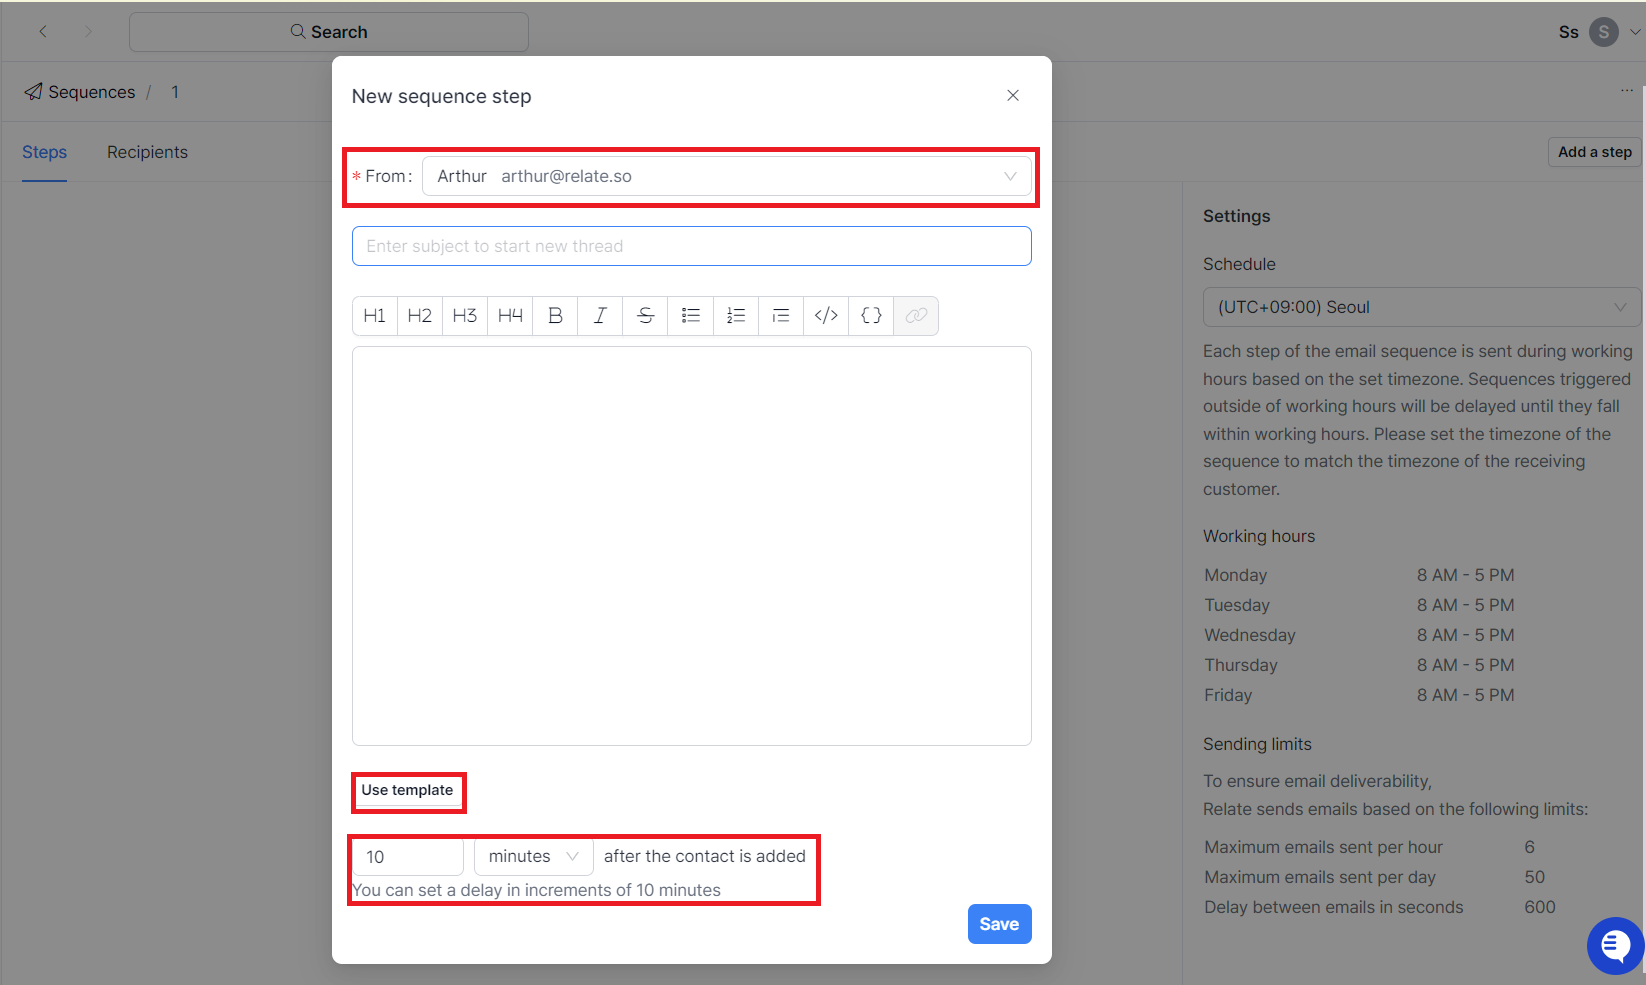 Search
Ss S
Sequences / 1
...
Steps Recipients
Add a step
New sequence step
* From: Arthur arthur@relate.so
Enter subject to start new thread
H1 H2 H3 H4 B I S </> {}
Use template
10 minutes after the contact is added
You can set a delay in increments of 10 minutes
Save
Settings
Schedule
(UTC+09:00) Seoul
Each step of the email sequence is sent during working
hours based on the set timezone. Sequences triggered
outside of working hours will be delayed until they fall
within working hours. Please set the timezone of the
sequence to match the timezone of the receiving
customer.
Working hours
Monday 8 AM - 5 PM
Tuesday 8 AM - 5 PM
Wednesday 8 AM - 5 PM
Thursday 8 AM - 5 PM
Friday 8 AM - 5 PM
Sending limits
To ensure email deliverability,
Relate sends emails based on the following limits:
Maximum emails sent per hour 6
Maximum emails sent per day 50
Delay between emails in seconds 600